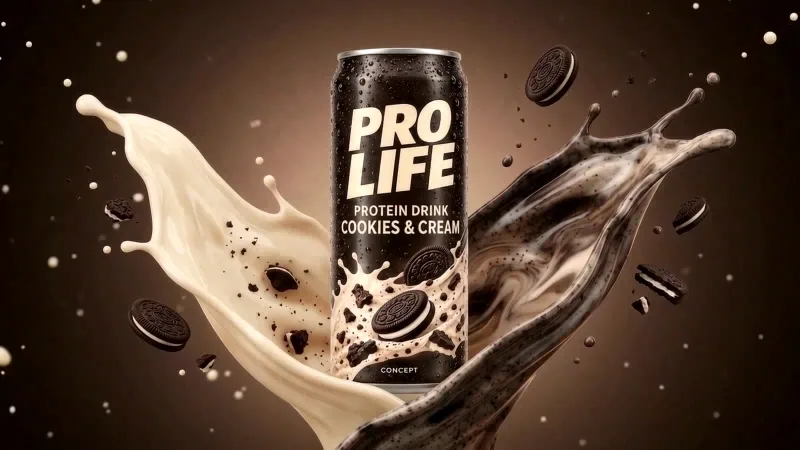 PRO
LIFE
PROTEIN DRINK
COOKIES & CREAM
CONCEPT